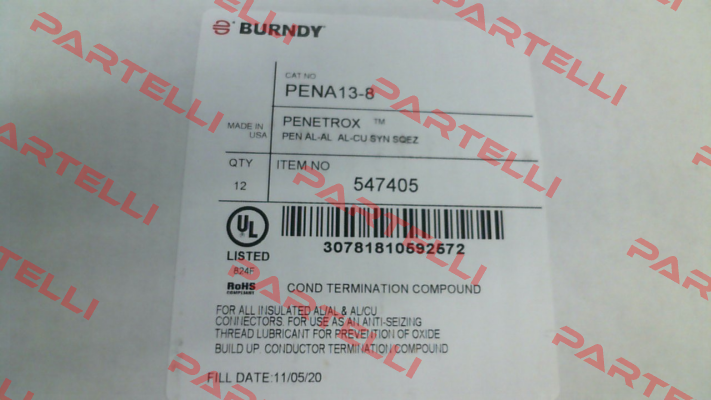 BURNDY
CAT NO
PENA13-8
MADE IN USA
PENETROX ™
PEN AL-AL AL-CU SYN SQEZ
QTY
12
ITEM NO
547405
UL
LISTED
824F
RoHS
COMPLIANT
30781810592572
COND TERMINATION COMPOUND
FOR ALL INSULATED AL/AL & AL/CU
CONNECTORS, FOR USE AS AN ANTI-SEIZING
THREAD LUBRICANT FOR PREVENTION OF OXIDE
BUILD UP. CONDUCTOR TERMINATION COMPOUND
FILL DATE:11/05/20
PARTELLI
PARTELLI
PARTELLI
PARTELLI
PARTELLI